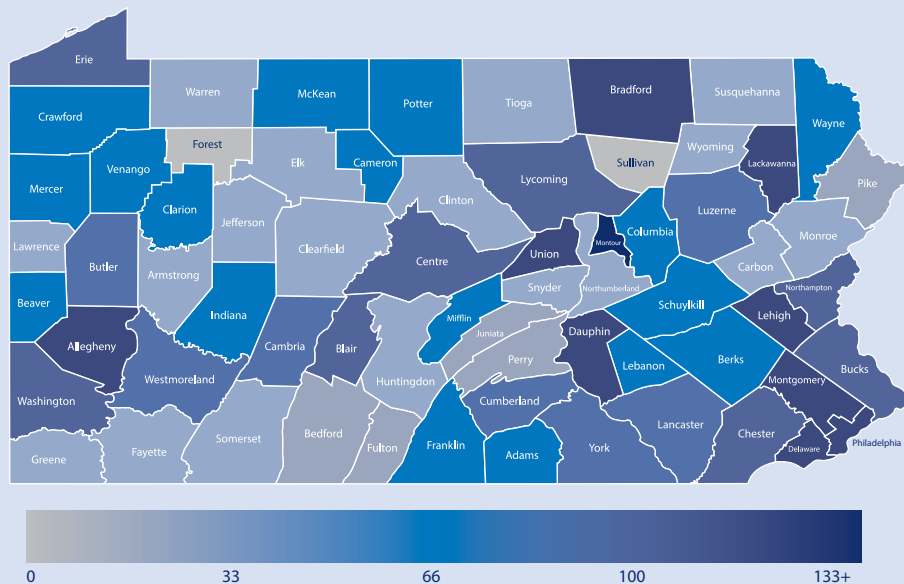 Erie
Warren
McKean
Potter
Tioga
Bradford
Susquehanna
Wayne
Crawford
Forest
Elk
Cameron
Sullivan
Wyoming
Lackawanna
Pike
Mercer
Venango
Clarion
Jefferson
Clinton
Lycoming
Columbia
Luzerne
Monroe
Lawrence
Butler
Armstrong
Clearfield
Centre
Union
Montour
Carbon
Northampton
Beaver
Indiana
Snyder
Northumberland
Schuylkill
Lehigh
Allegheny
Cambria
Blair
Mifflin
Juniata
Dauphin
Lebanon
Berks
Bucks
Westmoreland
Huntingdon
Perry
Montgomery
Washington
Cumberland
Lancaster
Chester
Philadelphia
Greene
Fayette
Somerset
Bedford
Fulton
Franklin
Adams
York
Delaware
0 33 66 100 133+